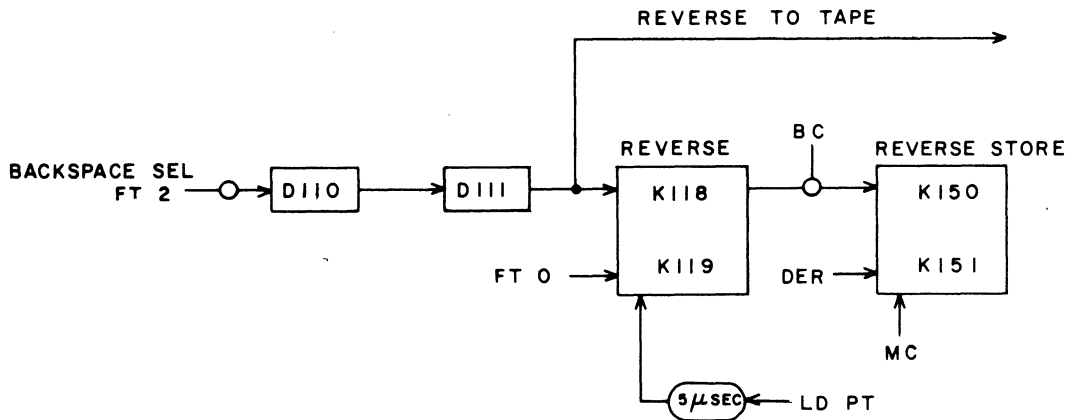 REVERSE TO TAPE
BC
REVERSE
REVERSE STORE
BACKSPACE SEL
FT 2
D110
D111
K118
K150
K119
K151
FT 0
DER
MC
5μSEC
LD PT